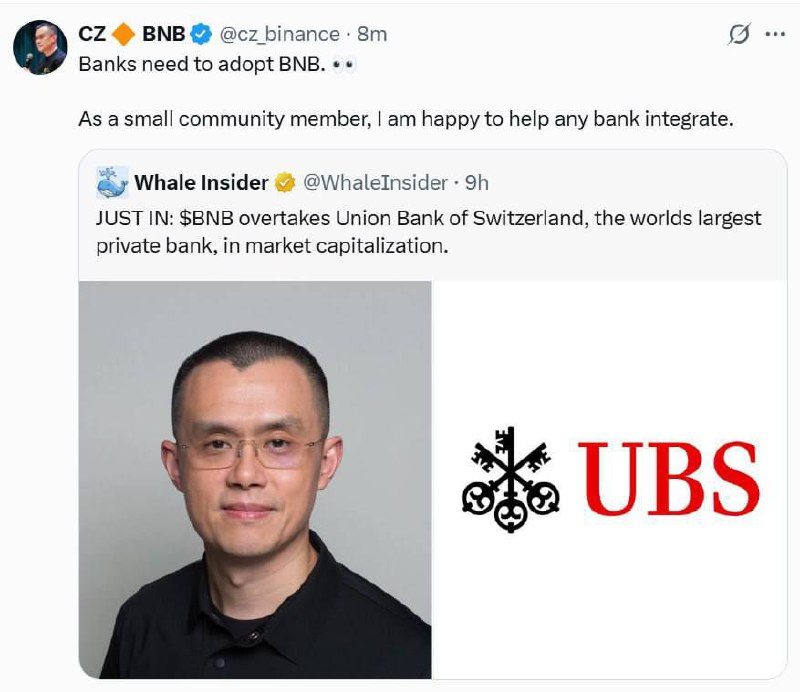 CZ 🔶 BNB @cz_binance · 8m
Banks need to adopt BNB. 👀
As a small community member, I am happy to help any bank integrate.
Whale Insider @WhaleInsider · 9h
JUST IN: $BNB overtakes Union Bank of Switzerland, the worlds largest
private bank, in market capitalization.
UBS